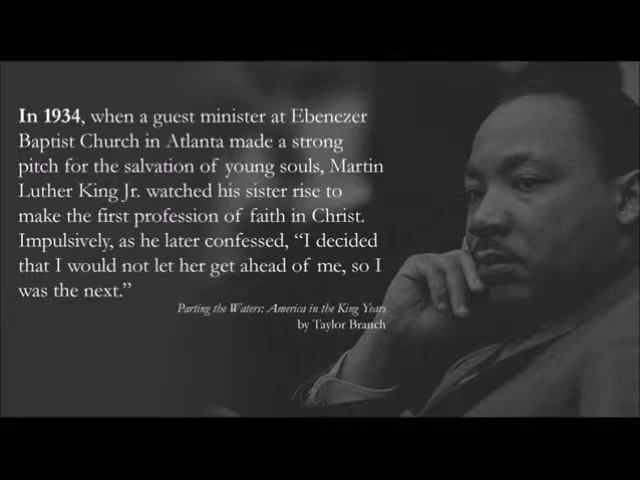 In 1934, when a guest minister at Ebenezer
Baptist Church in Atlanta made a strong
pitch for the salvation of young souls, Martin
Luther King Jr. watched his sister rise to
make the first profession of faith in Christ.
Impulsively, as he later confessed, “I decided
that I would not let her get ahead of me, so I
was the next.”
Parting the Waters: America in the King Years
by Taylor Branch